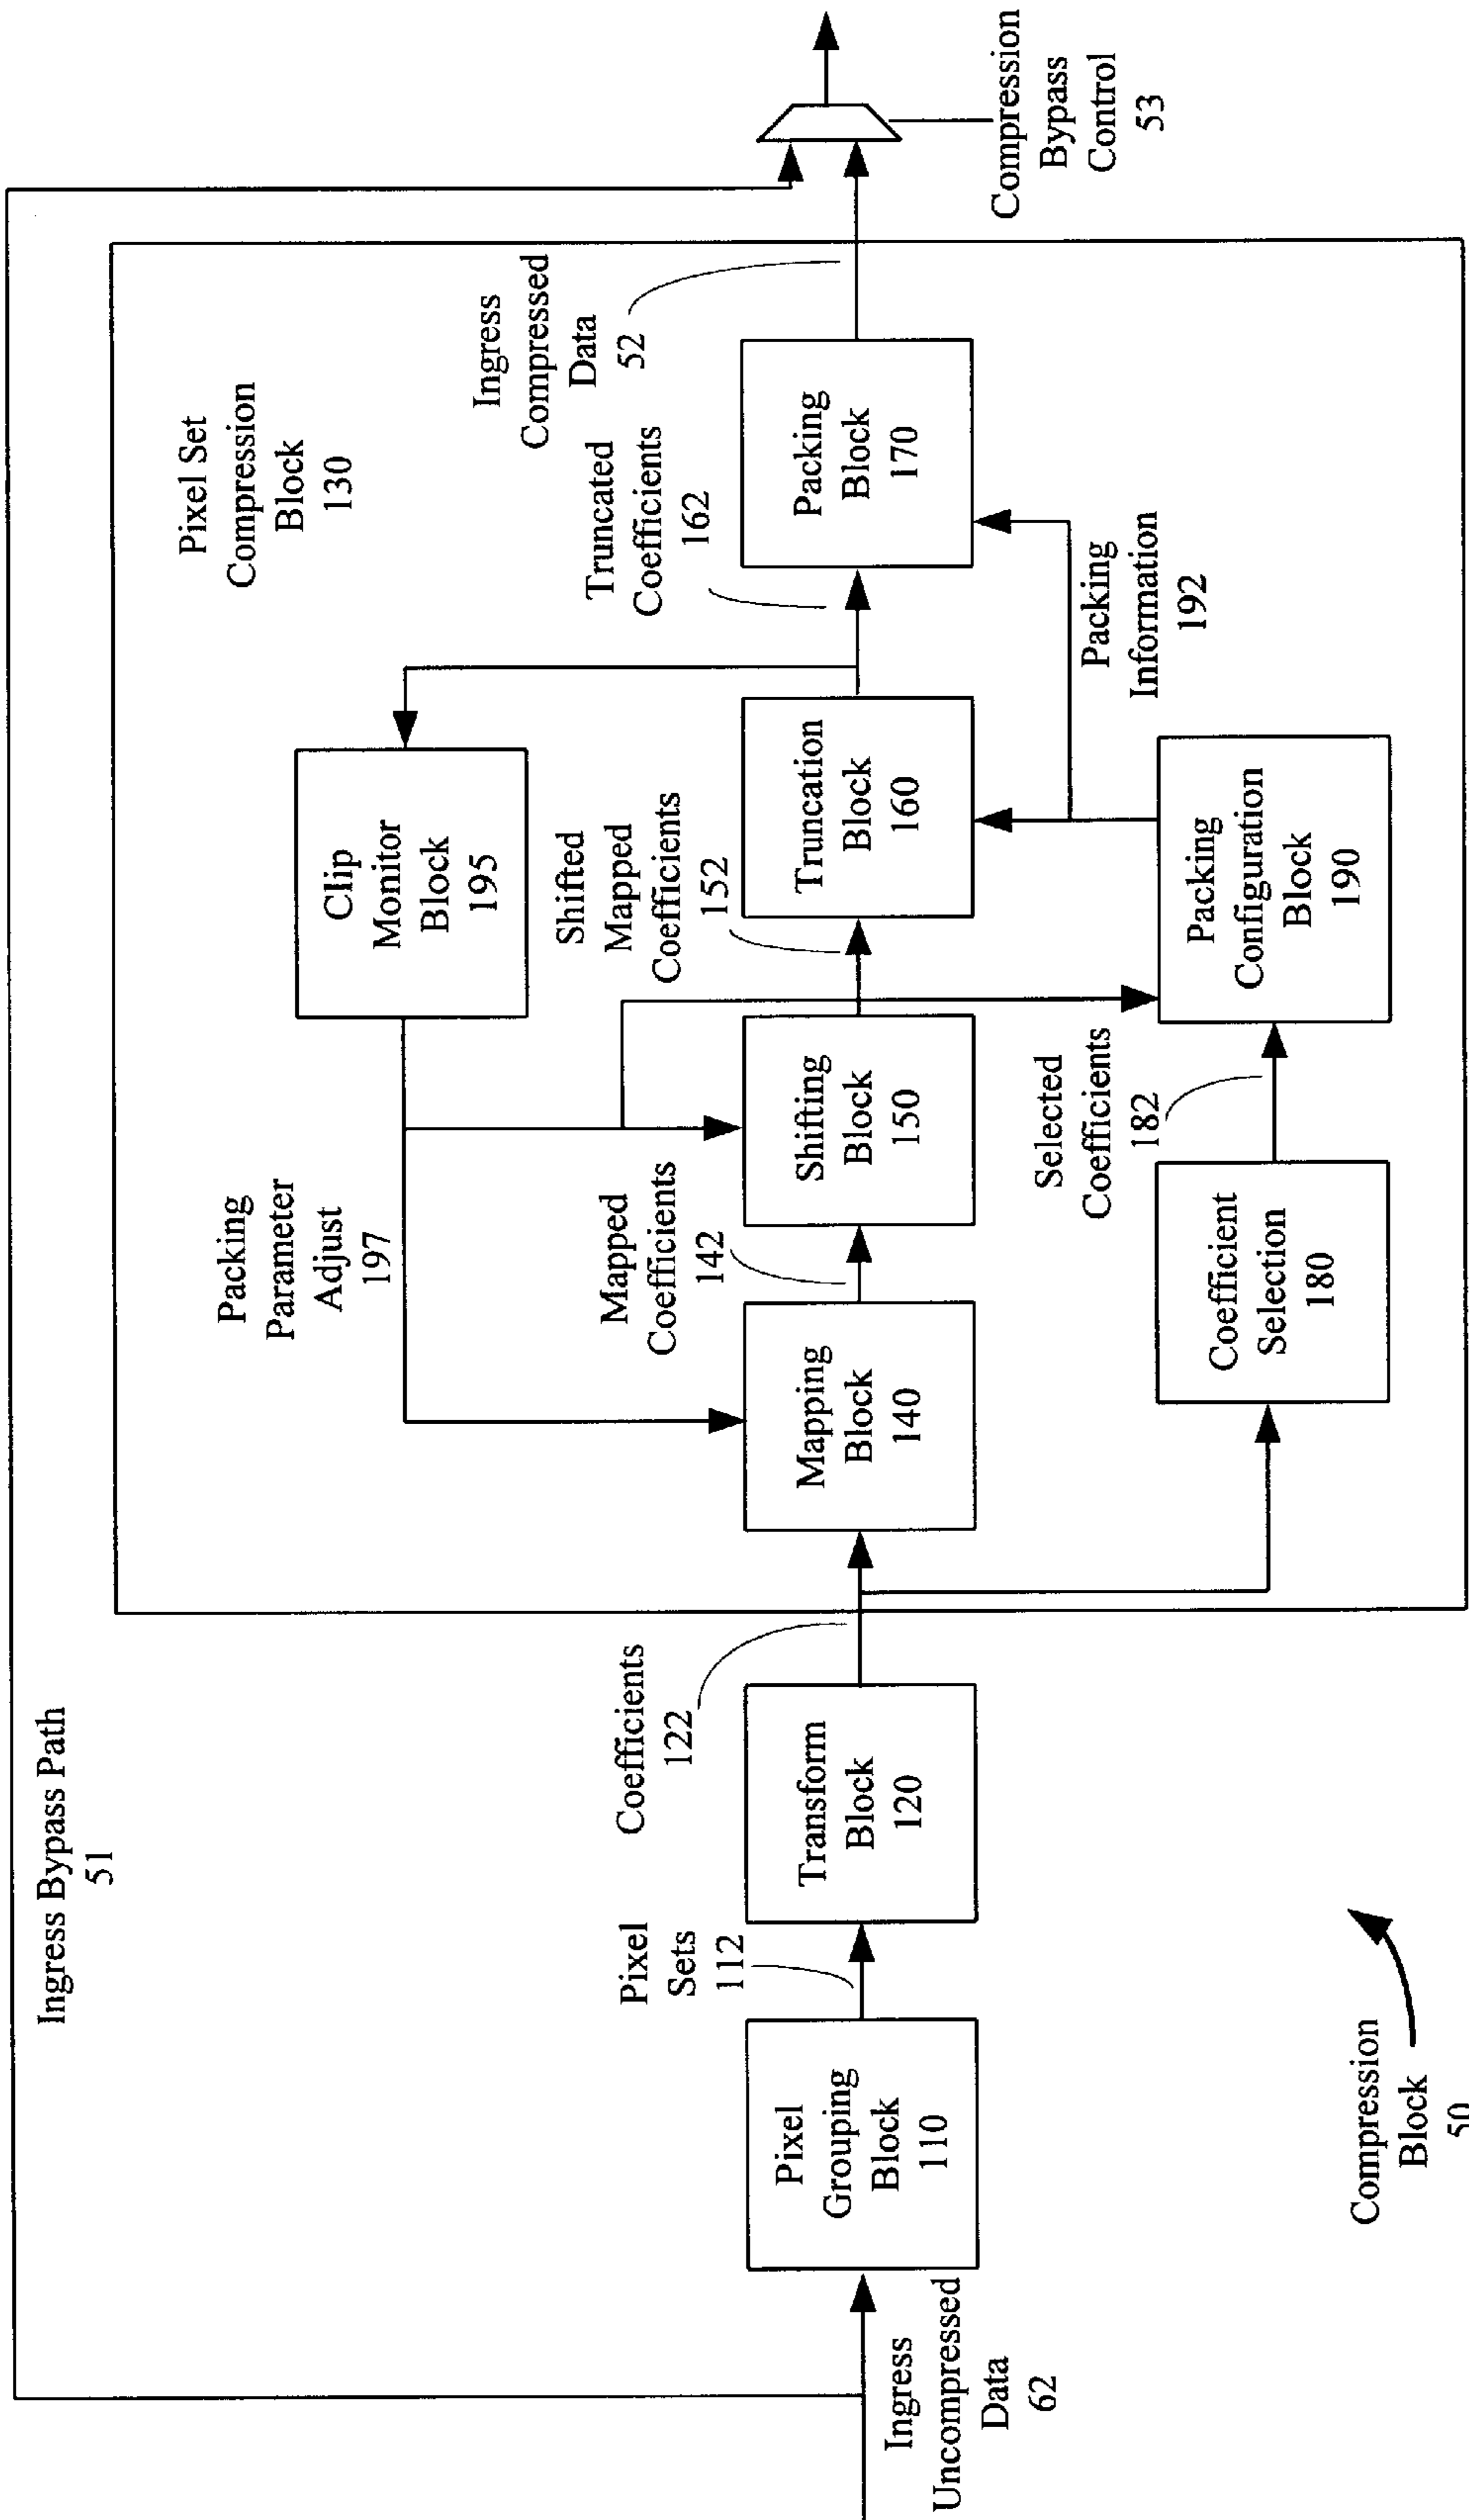 Ingress Bypass Path
51
Pixel Set
Compression
Block
130
Packing
Parameter
Adjust
197
Clip
Monitor
Block
195
Ingress
Uncompressed
Data
62
Pixel
Grouping
Block
110
Pixel
Sets
112
Transform
Block
120
Coefficients
122
Mapping
Block
140
Mapped
Coefficients
142
Shifting
Block
150
Shifted
Mapped
Coefficients
152
Truncation
Block
160
Truncated
Coefficients
162
Packing
Block
170
Ingress
Compressed
Data
52
Compression
Bypass
Control
53
Coefficient
Selection
180
Selected
Coefficients
182
Packing
Configuration
Block
190
Packing
Information
192
Compression
Block
50